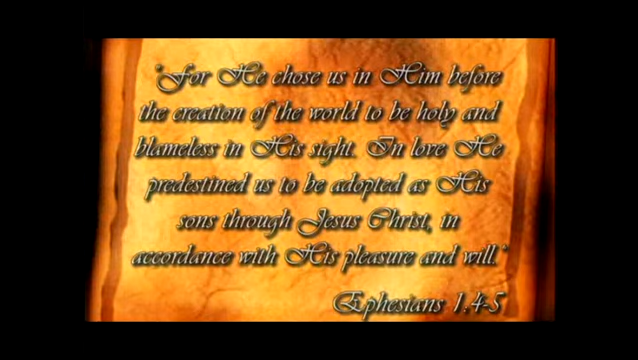 "For He chose us in Him before
the creation of the world to be holy and
blameless in His sight. In love He
predestined us to be adopted as His
sons through Jesus Christ, in
accordance with His pleasure and will."
Ephesians 1.4-5